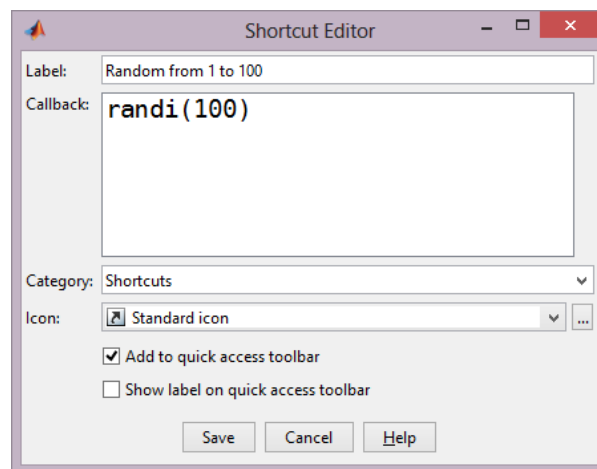 Shortcut Editor
Label: Random from 1 to 100
Callback: randi(100)
Category: Shortcuts
Icon: Standard icon ...
Add to quick access toolbar
Show label on quick access toolbar
Save Cancel Help